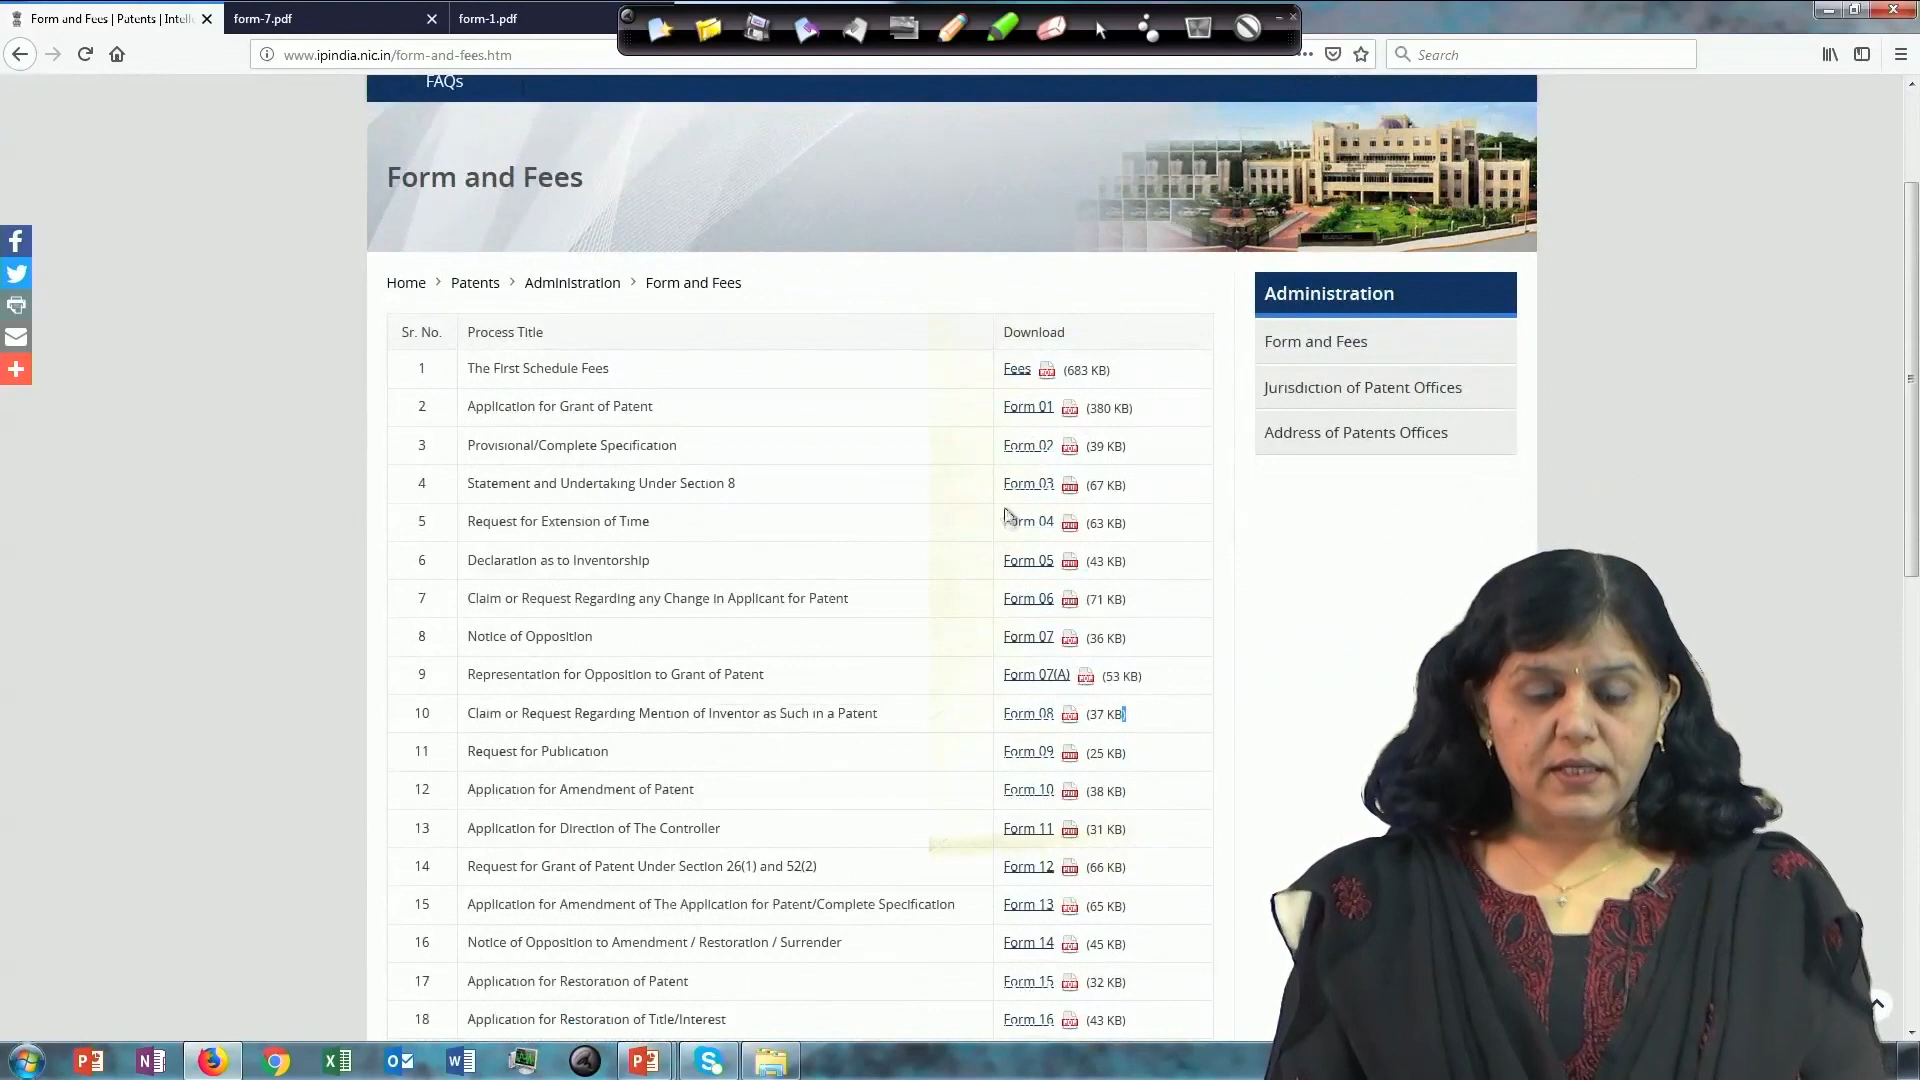 Form and Fees | Patents | Intell
form-7.pdf
form-1.pdf
www.ipindia.nic.in/form-and-fees.htm
Search
FAQs
Form and Fees
Home > Patents > Administration > Form and Fees
Sr. No. Process Title Download
1 The First Schedule Fees Fees (683 KB)
2 Application for Grant of Patent Form 01 (380 KB)
3 Provisional/Complete Specification Form 02 (39 KB)
4 Statement and Undertaking Under Section 8 Form 03 (67 KB)
5 Request for Extension of Time Form 04 (63 KB)
6 Declaration as to Inventorship Form 05 (43 KB)
7 Claim or Request Regarding any Change in Applicant for Patent Form 06 (71 KB)
8 Notice of Opposition Form 07 (36 KB)
9 Representation for Opposition to Grant of Patent Form 07(A) (53 KB)
10 Claim or Request Regarding Mention of Inventor as Such in a Patent Form 08 (37 KB)
11 Request for Publication Form 09 (25 KB)
12 Application for Amendment of Patent Form 10 (38 KB)
13 Application for Direction of The Controller Form 11 (31 KB)
14 Request for Grant of Patent Under Section 26(1) and 52(2) Form 12 (66 KB)
15 Application for Amendment of The Application for Patent/Complete Specification Form 13 (65 KB)
16 Notice of Opposition to Amendment / Restoration / Surrender Form 14 (45 KB)
17 Application for Restoration of Patent Form 15 (32 KB)
18 Application for Restoration of Title/Interest Form 16 (43 KB)
Administration
Form and Fees
Jurisdiction of Patent Offices
Address of Patents Offices